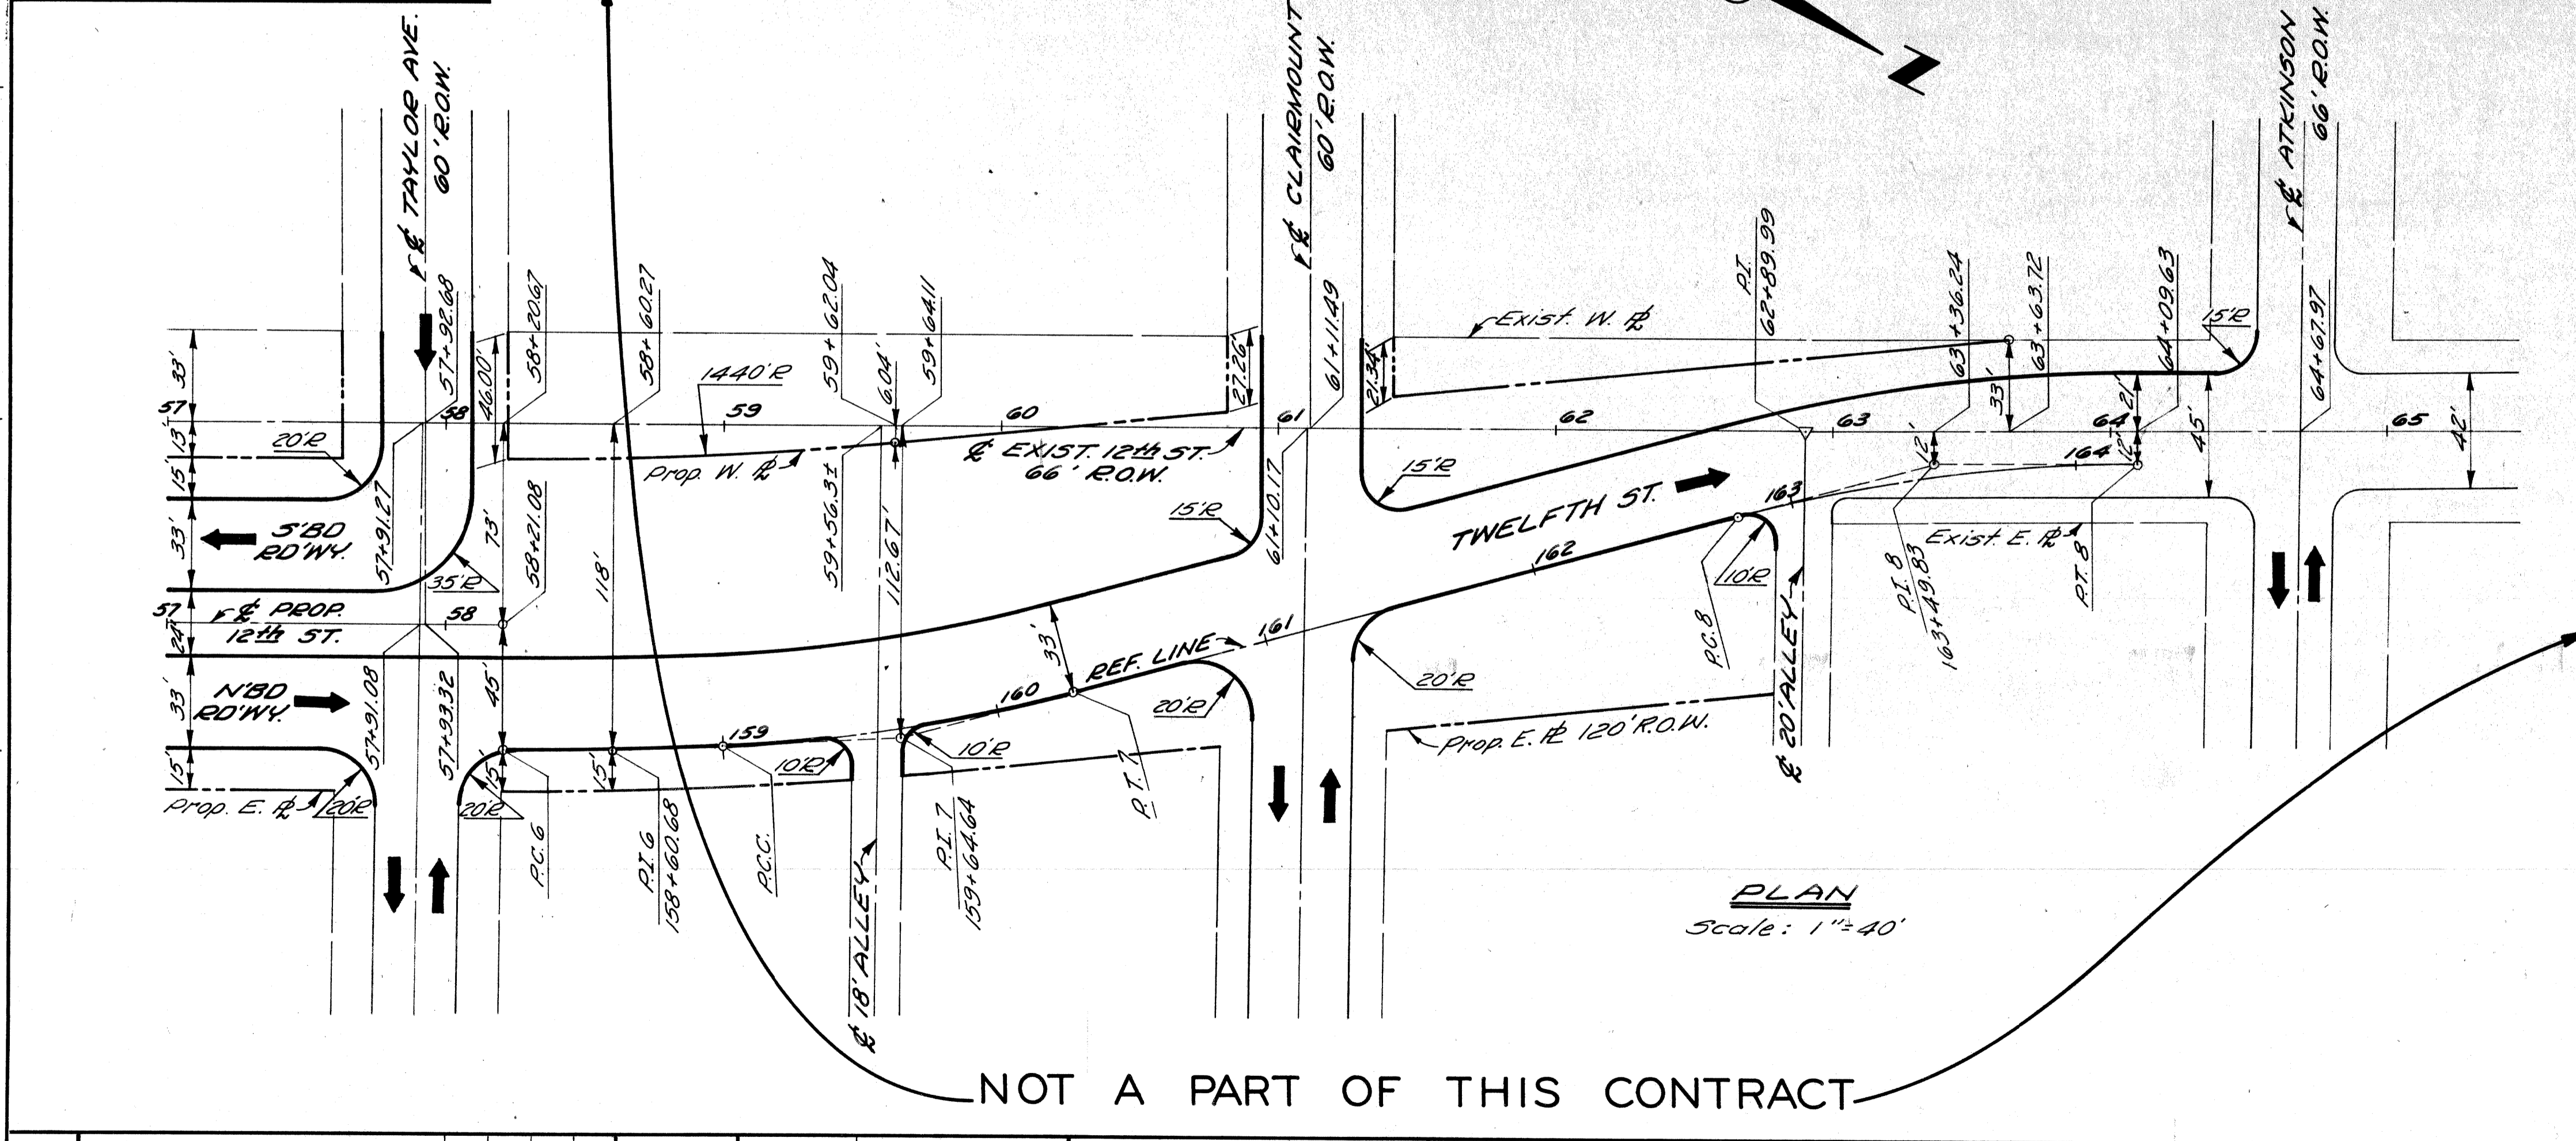 ℄ TAYLOR AVE.
60' R.O.W.
℄ CLAIRMOUNT
60' R.O.W.
N
℄ ATKINSON
66' R.O.W.
57+92.68
46.00'
58+20.67
58+60.27
59+62.04
6.04'
59+64.11
27.26'
61+11.49
21.34'
Exist. W. ⅊
P.I.
62+89.99
63+36.24
63+63.72
64+09.63
15'R
64+67.97
33'
57
13'
15'
33'
24'
33'
15'
20'R
58
1440'R
59
60
61
62
63
33'
64
21'
65
45'
42'
12'
12'
164
Prop. W. ⅊
℄ EXIST. 12th ST.
66' R.O.W.
15'R
15'R
TWELFTH ST.
163
S'BD
RD'WY.
57+91.27
35'R
73'
58+21.08
118'
59+56.3±
112.67'
61+10.17
162
10'R
P.I. 8
163+49.83
Exist. E. ⅊
P.T. 8
57
℄ PROP.
12th ST.
58
33'
REF. LINE
161
P.C. 8
℄ 20' ALLEY
N'BD
RD'WY.
57+91.08
57+93.32
45'
160
20'R
20'R
159
10'R
10'R
Prop. E. ⅊ 120' R.O.W.
Prop. E. ⅊
20'R
20'R
15'
15'
P.C. 6
P.I. 6
158+60.68
P.C.C.
℄ 18' ALLEY
P.I. 7
159+64.64
P.T. 7
PLAN
Scale: 1"=40'
NOT A PART OF THIS CONTRACT